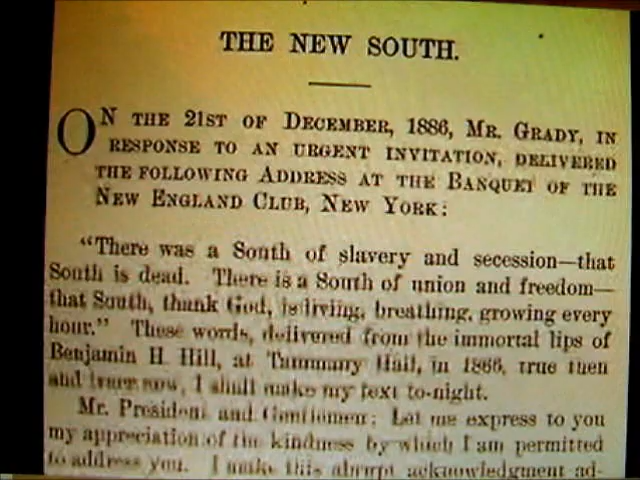 THE NEW SOUTH.
ON THE 21ST OF DECEMBER, 1886, MR. GRADY, IN
RESPONSE TO AN URGENT INVITATION, DELIVERED
THE FOLLOWING ADDRESS AT THE BANQUET OF THE
NEW ENGLAND CLUB, NEW YORK:
"There was a South of slavery and secession—that
South is dead. There is a South of union and freedom—
that South, thank God, is living, breathing, growing every
hour." These words, delivered from the immortal lips of
Benjamin H. Hill, at Tammany Hall, in 1866, true then
and truer now, I shall make my text to-night.
Mr. President and Gentlemen: Let me express to you
my appreciation of the kindness by which I am permitted
to address you. I make this abrupt acknowledgment ad-